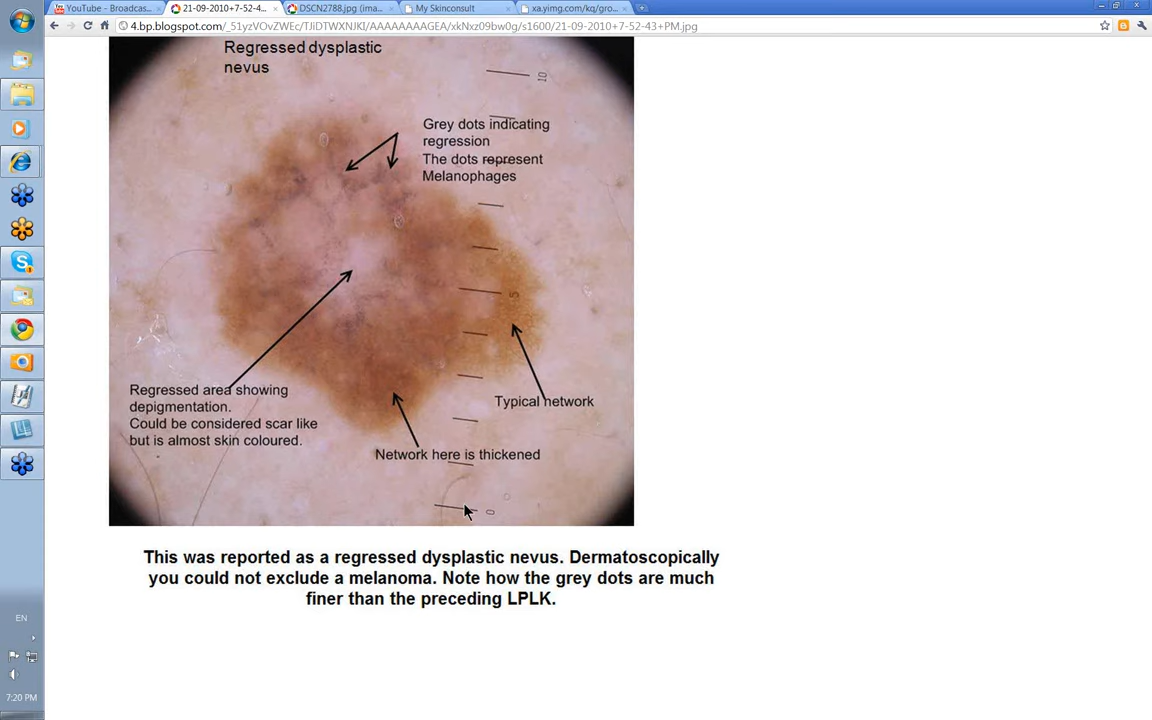 YouTube - Broadcas...
21-09-2010+7-52-4...
DSCN2788.jpg (ima...
My Skinconsult
xa.yimg.com/kq/gro...
4.bp.blogspot.com/_51yzVOvZWEc/TJiDTWXNJKI/AAAAAAAAGEA/xkNxz09bw0g/s1600/21-09-2010+7-52-43+PM.jpg
Regressed dysplastic
nevus
10
Grey dots indicating
regression
The dots represent
Melanophages
5
Regressed area showing
depigmentation.
Could be considered scar like
but is almost skin coloured.
Typical network
Network here is thickened
0
This was reported as a regressed dysplastic nevus. Dermatoscopically
you could not exclude a melanoma. Note how the grey dots are much
finer than the preceding LPLK.
EN
7:20 PM